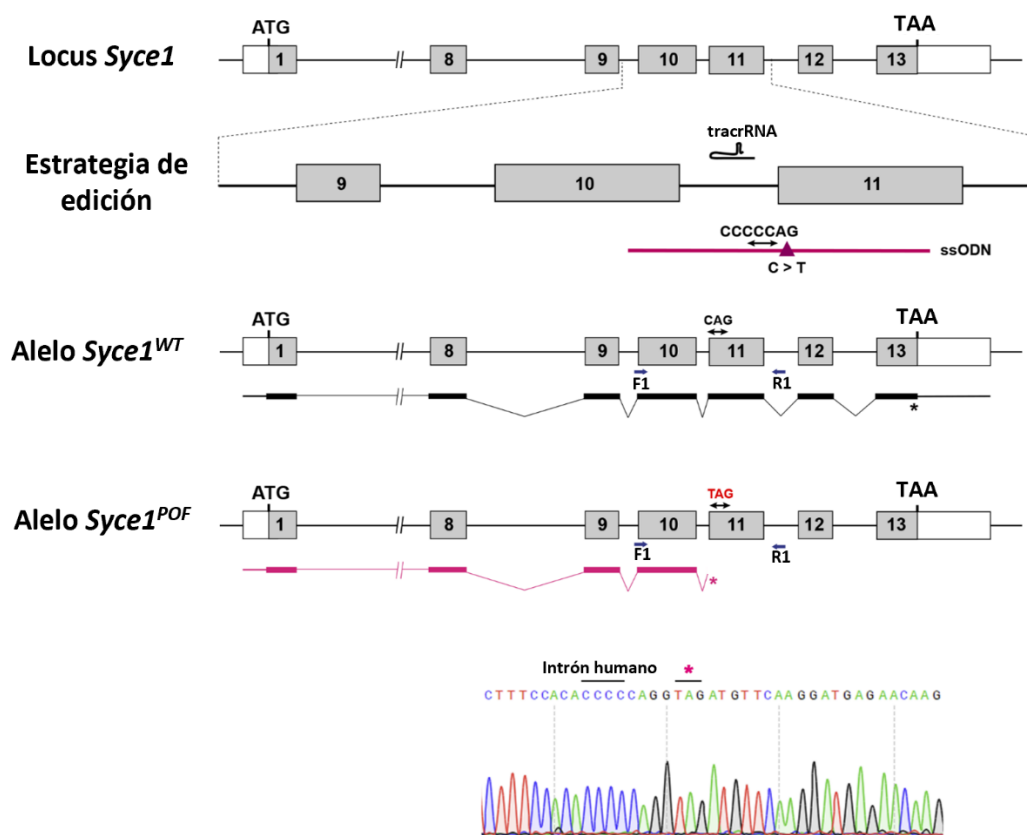 ATG
TAA
Locus Syce1
1
8
9
10
11
12
13
tracrRNA
Estrategia de
edición
9
10
11
CCCCCAG
ssODN
C > T
ATG
CAG
TAA
Alelo Syce1WT
1
8
9
10
11
12
13
F1
R1
*
ATG
TAG
TAA
Alelo Syce1POF
1
8
9
10
11
12
13
F1
R1
*
Intrón humano
*
CTTTCCACACCCCCAGGTAGATGTTCAAGGATGAGAACAAG